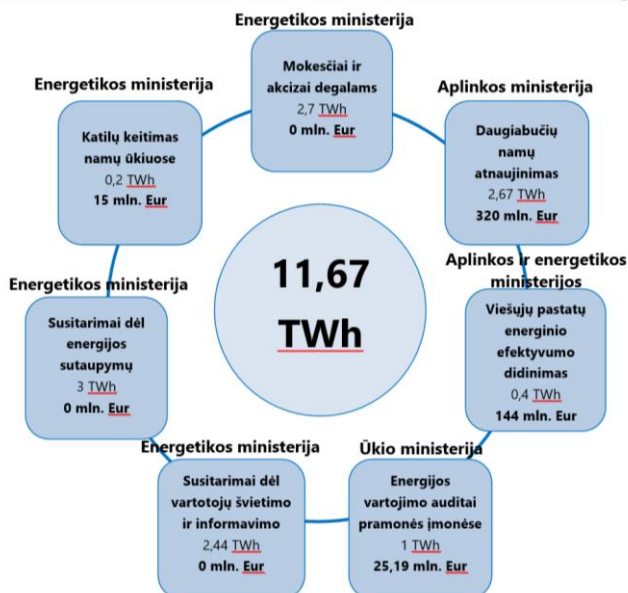 Energetikos ministerija
Mokesčiai ir
akcizai degalams
2,7 TWh
0 mln. Eur
Aplinkos ministerija
Daugiabučių
namų
atnaujinimas
2,67 TWh
320 mln. Eur
Aplinkos ir energetikos
ministerijos
Viešųjų pastatų
energinio
efektyvumo
didinimas
0,4 TWh
144 mln. Eur
Ūkio ministerija
Energijos
vartojimo auditai
pramonės įmonėse
1 TWh
25,19 mln. Eur
Energetikos ministerija
Susitarimai dėl
vartotojų švietimo
ir informavimo
2,44 TWh
0 mln. Eur
Energetikos ministerija
Susitarimai dėl
energijos
sutaupymų
3 TWh
0 mln. Eur
Energetikos ministerija
Katilų keitimas
namų ūkiuose
0,2 TWh
15 mln. Eur
11,67
TWh